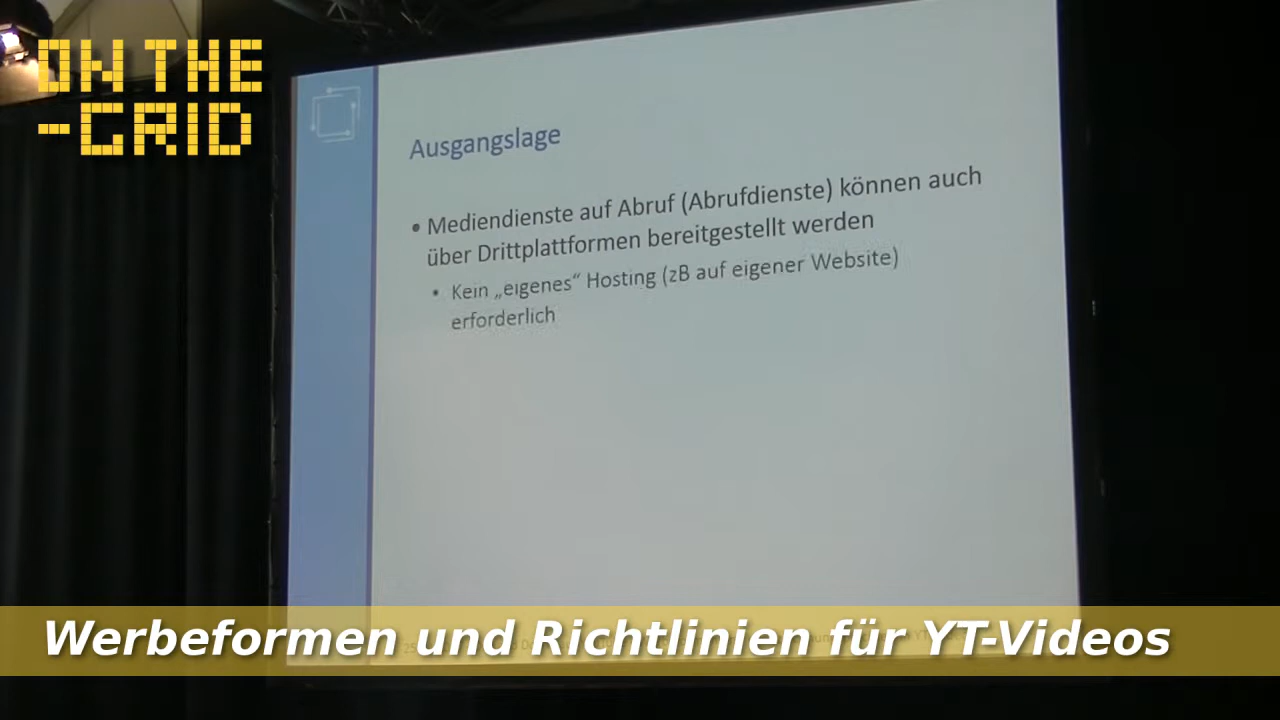 ON THE
-GRID
Ausgangslage
• Mediendienste auf Abruf (Abrufdienste) können auch
über Drittplattformen bereitgestellt werden
• Kein „eigenes“ Hosting (zB auf eigener Website)
erforderlich
Werbeformen und Richtlinien für YT-Videos